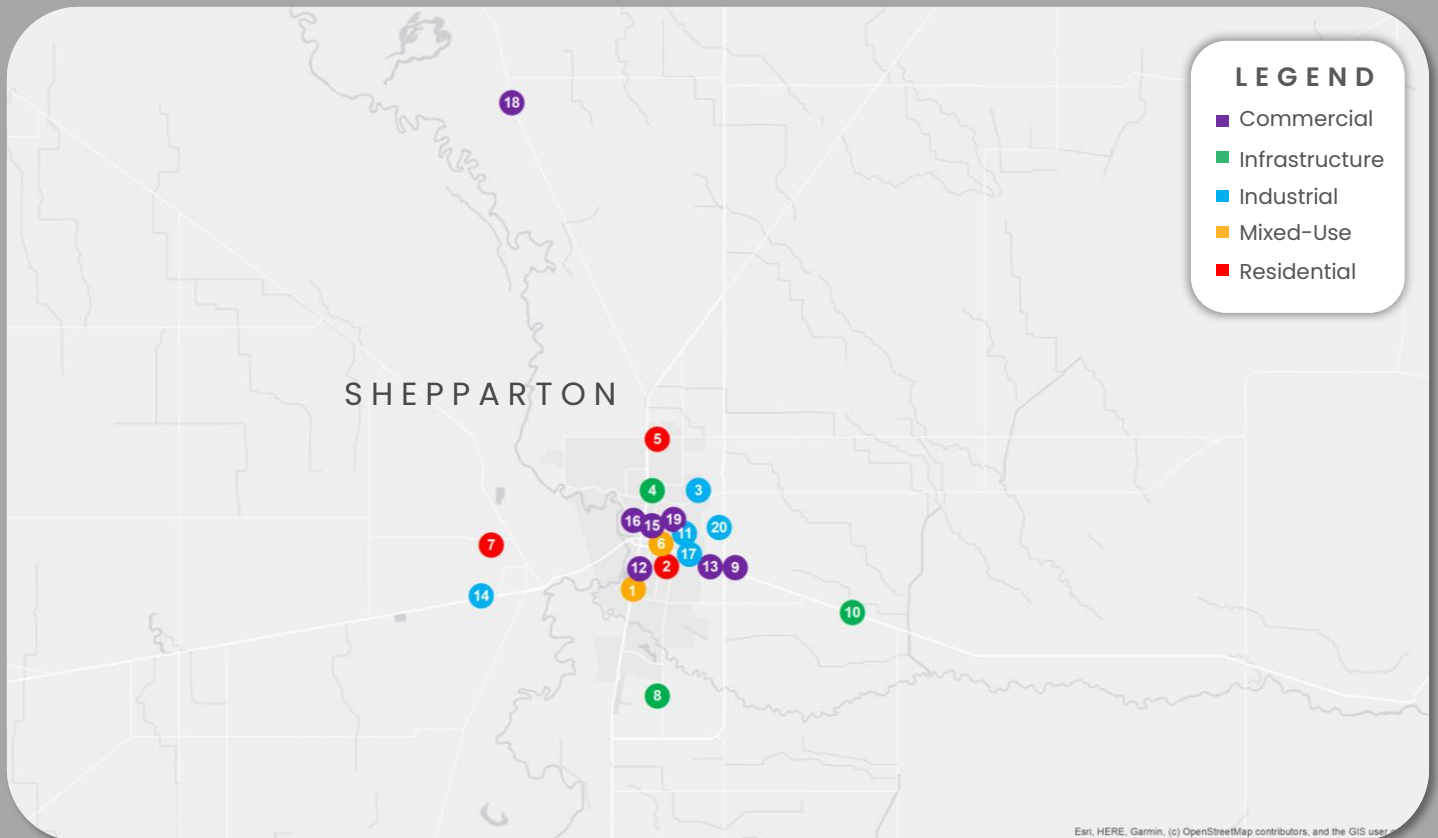 LEGEND
Commercial
Infrastructure
Industrial
Mixed-Use
Residential
18
SHEPPARTON
5
4
3
16
15
19
11
20
6
17
7
12
2
13
9
14
1
10
8
Esri, HERE, Garmin, (c) OpenStreetMap contributors, and the GIS user